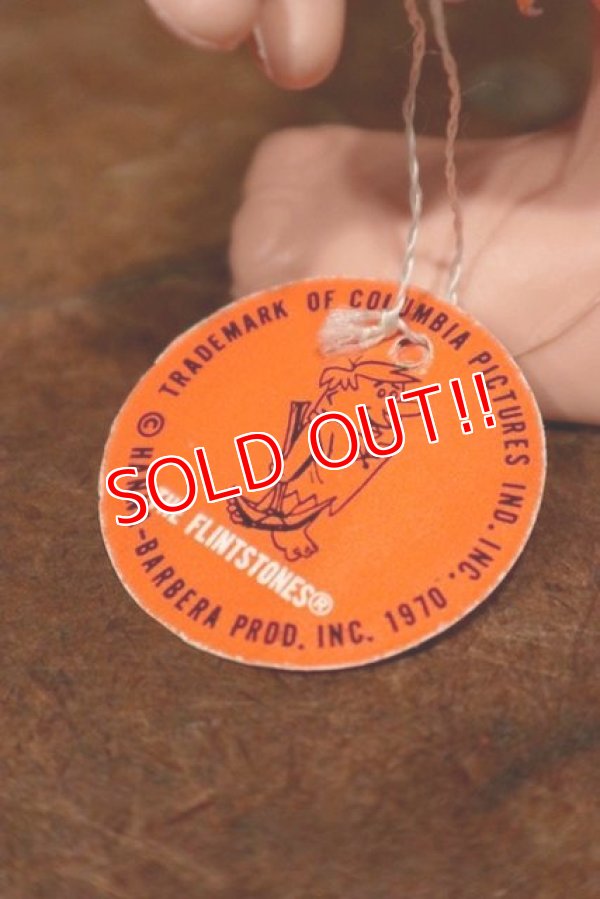 TRADEMARK OF COLUMBIA PICTURES IND. INC.
SOLD OUT!!
FLINTSTONES®
© -BARBERA PROD. INC. 1970